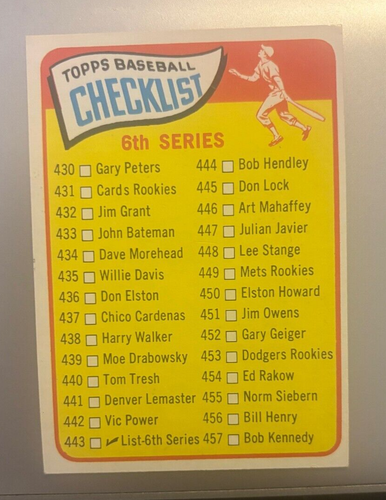 TOPPS BASEBALL
CHECKLIST
6th SERIES
430 Gary Peters
431 Cards Rookies
432 Jim Grant
433 John Bateman
434 Dave Morehead
435 Willie Davis
436 Don Elston
437 Chico Cardenas
438 Harry Walker
439 Moe Drabowsky
440 Tom Tresh
441 Denver Lemaster
442 Vic Power
443 List-6th Series
444 Bob Hendley
445 Don Lock
446 Art Mahaffey
447 Julian Javier
448 Lee Stange
449 Mets Rookies
450 Elston Howard
451 Jim Owens
452 Gary Geiger
453 Dodgers Rookies
454 Ed Rakow
455 Norm Siebern
456 Bill Henry
457 Bob Kennedy